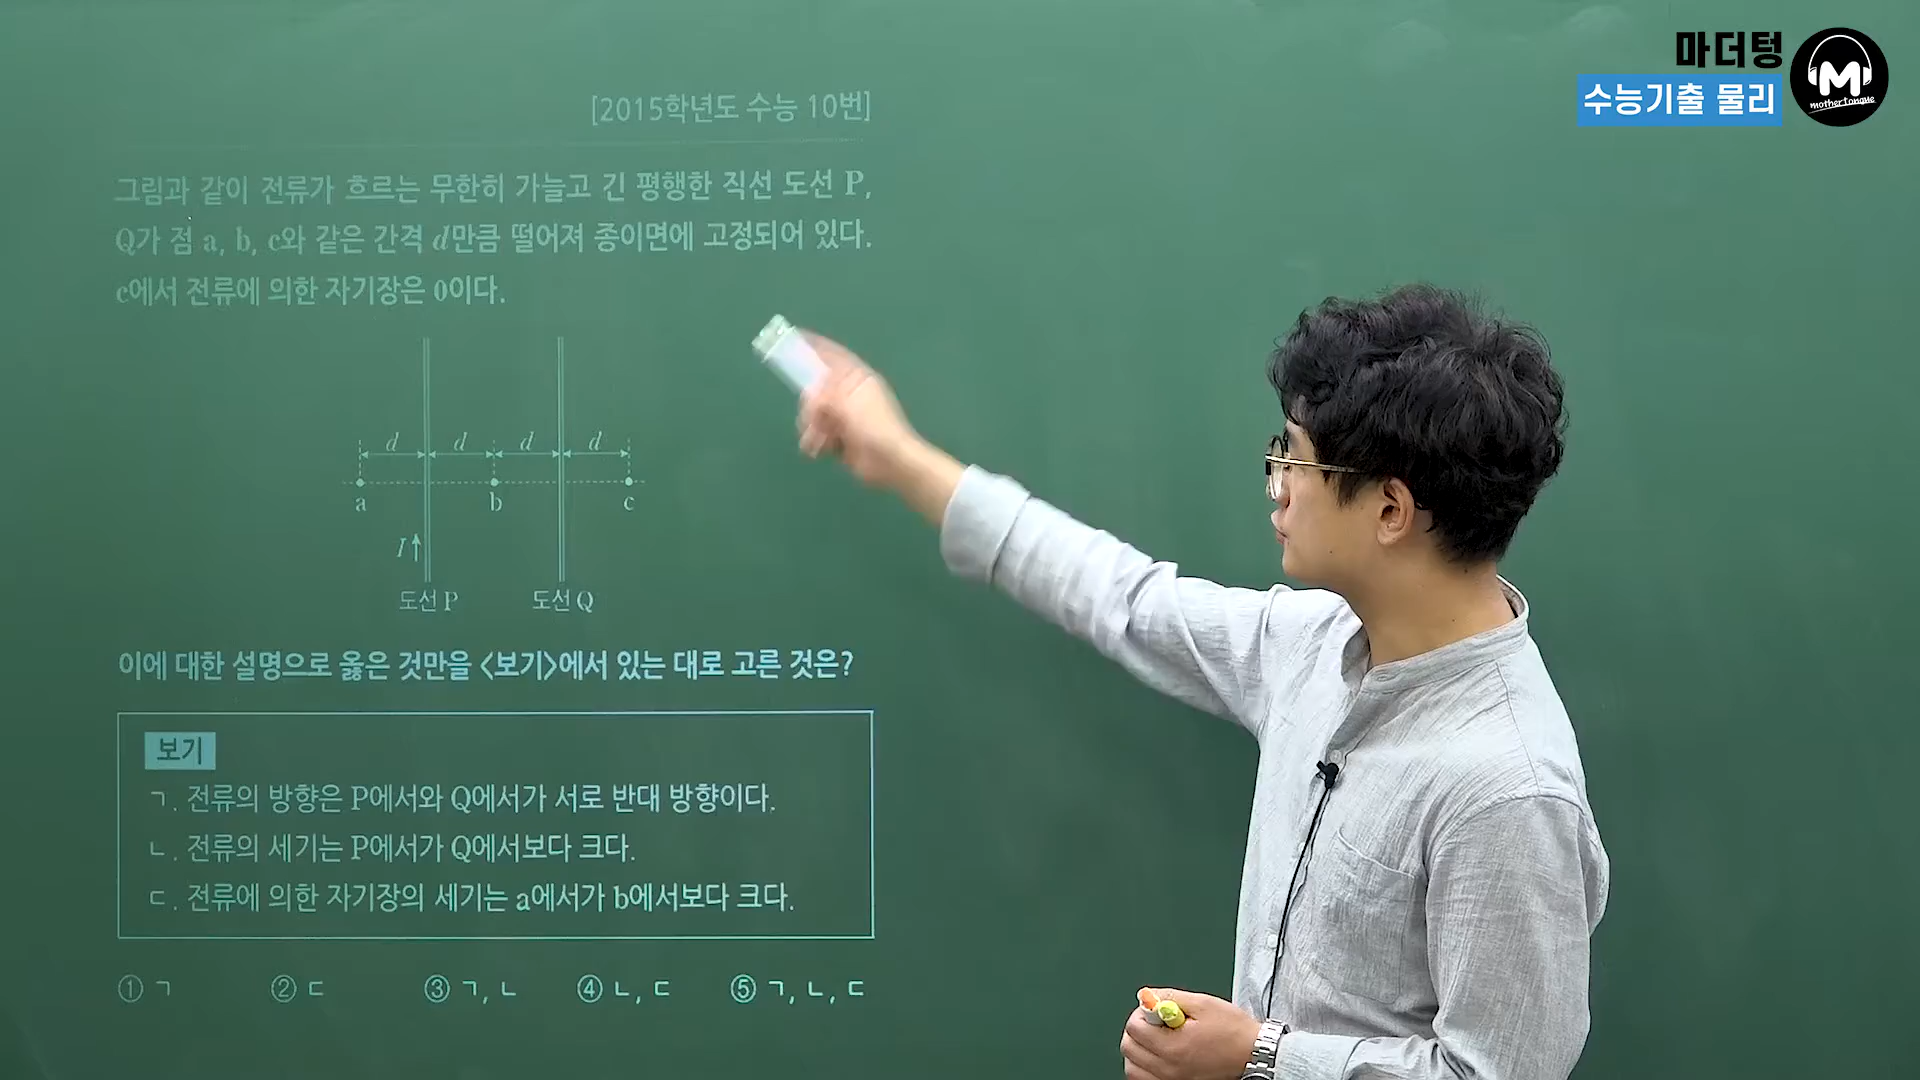 마더텅
수능기출 물리
mother tongue
[2015학년도 수능 10번]
그림과 같이 전류가 흐르는 무한히 가늘고 긴 평행한 직선 도선 P,
Q가 점 a, b, c와 같은 간격 d만큼 떨어져 종이면에 고정되어 있다.
c에서 전류에 의한 자기장은 0이다.
d d d d
a b c
I
도선 P 도선 Q
이에 대한 설명으로 옳은 것만을 <보기>에서 있는 대로 고른 것은?
보기
ㄱ. 전류의 방향은 P에서와 Q에서가 서로 반대 방향이다.
ㄴ. 전류의 세기는 P에서가 Q에서보다 크다.
ㄷ. 전류에 의한 자기장의 세기는 a에서가 b에서보다 크다.
① ㄱ ② ㄷ ③ ㄱ, ㄴ ④ ㄴ, ㄷ ⑤ ㄱ, ㄴ, ㄷ